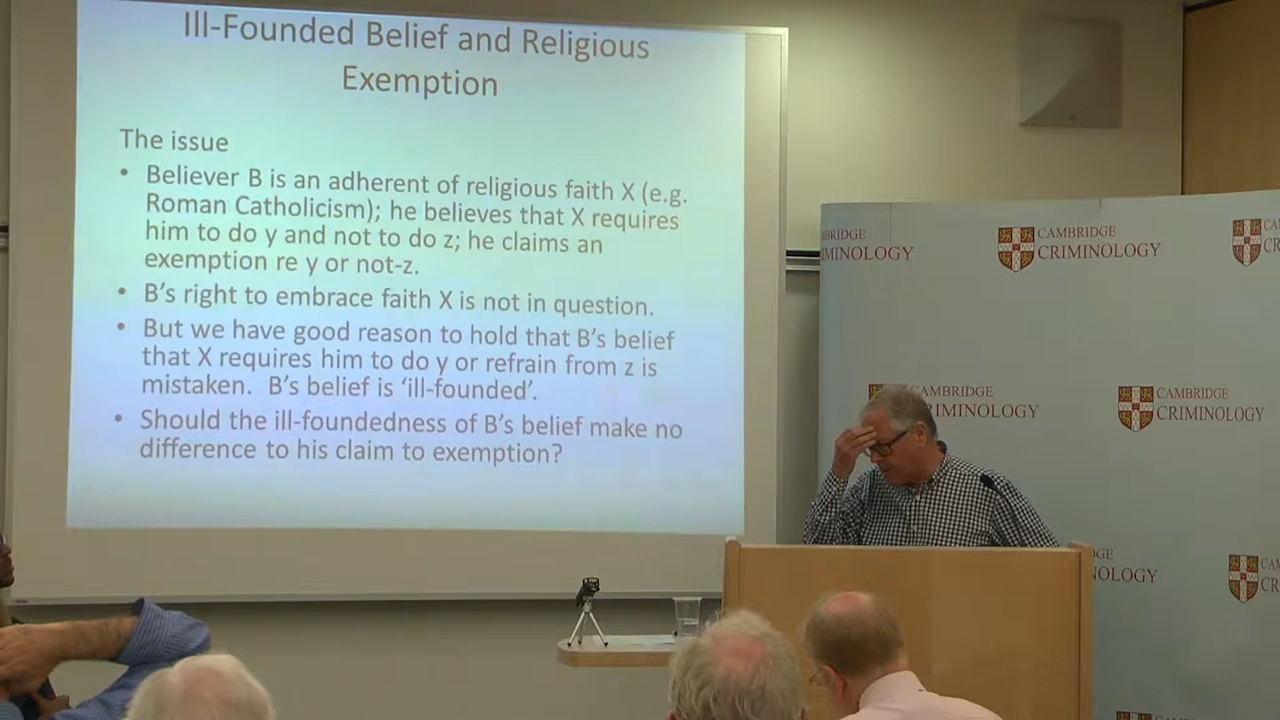 Ill-Founded Belief and Religious
Exemption
The issue
• Believer B is an adherent of religious faith X (e.g.
Roman Catholicism); he believes that X requires
him to do y and not to do z; he claims an
exemption re y or not-z.
• B’s right to embrace faith X is not in question.
• But we have good reason to hold that B’s belief
that X requires him to do y or refrain from z is
mistaken.  B’s belief is ‘ill-founded’.
• Should the ill-foundedness of B’s belief make no
difference to his claim to exemption?
CAMBRIDGE
CRIMINOLOGY
CAMBRIDGE
CRIMINOLOGY